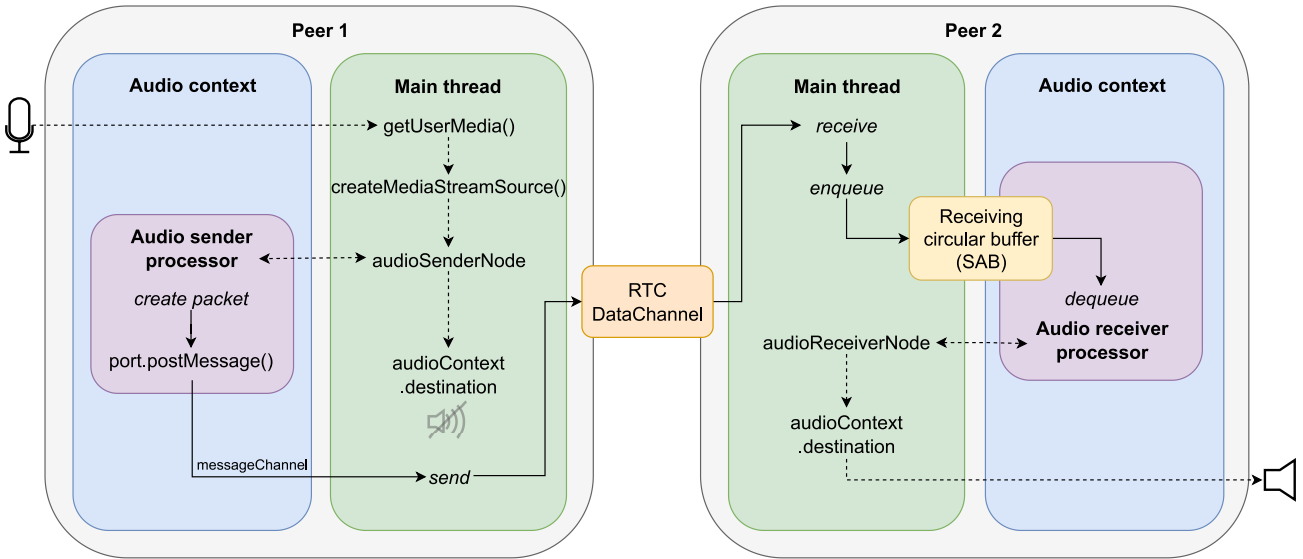 Peer 1
Audio context
Main thread
getUserMedia()
createMediaStreamSource()
Audio sender
processor
audioSenderNode
create packet
port.postMessage()
audioContext
.destination
messageChannel
send
RTC
DataChannel
Peer 2
Main thread
Audio context
receive
enqueue
Receiving
circular buffer
(SAB)
dequeue
Audio receiver
processor
audioReceiverNode
audioContext
.destination